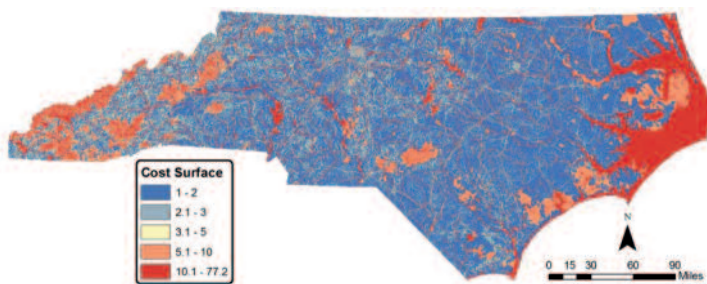 Cost Surface
1 - 2
2.1 - 3
3.1 - 5
5.1 - 10
10.1 - 77.2
N
0 15 30 60 90
Miles